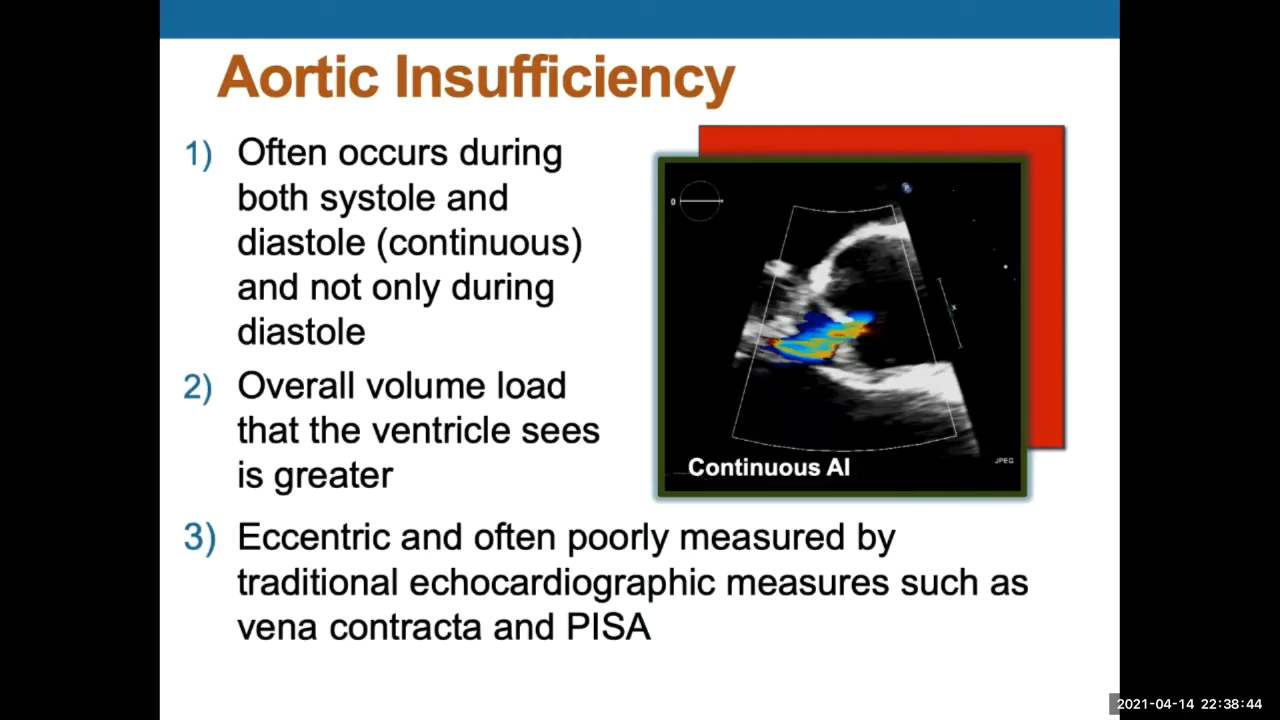 Aortic Insufficiency
1) Often occurs during
both systole and
diastole (continuous)
and not only during
diastole
2) Overall volume load
that the ventricle sees
is greater
0
x
Continuous AI
JPEG
3) Eccentric and often poorly measured by
traditional echocardiographic measures such as
vena contracta and PISA
2021-04-14 22:38:44